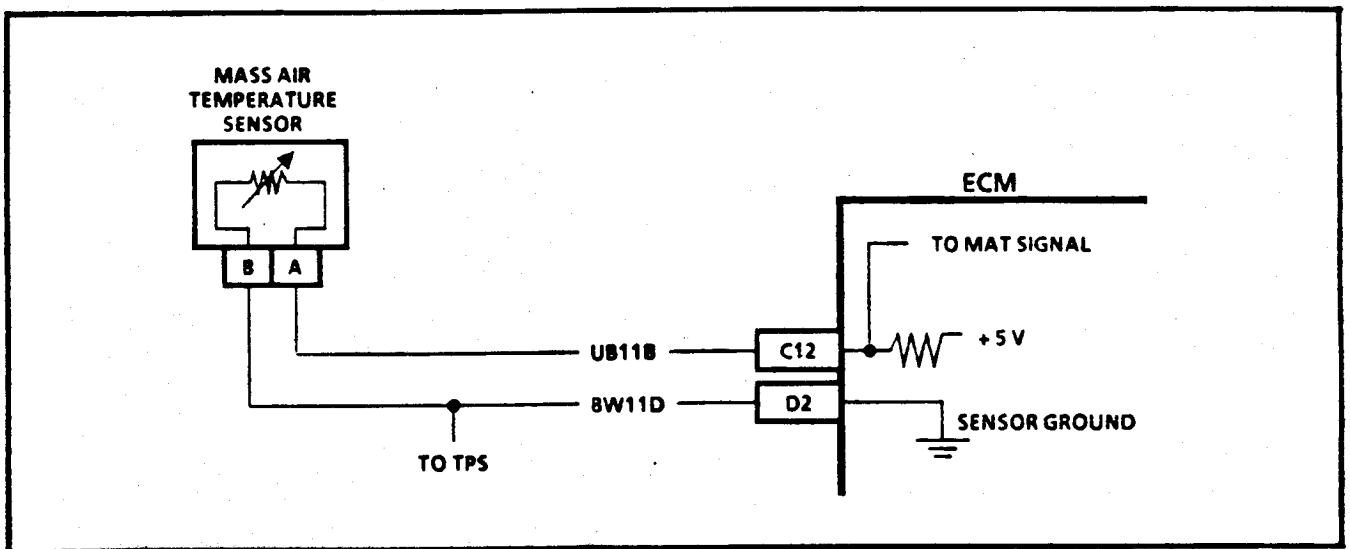 MASS AIR
TEMPERATURE
SENSOR
B A
ECM
TO MAT SIGNAL
UB11B
C12
+5 V
BW11D
D2
SENSOR GROUND
TO TPS